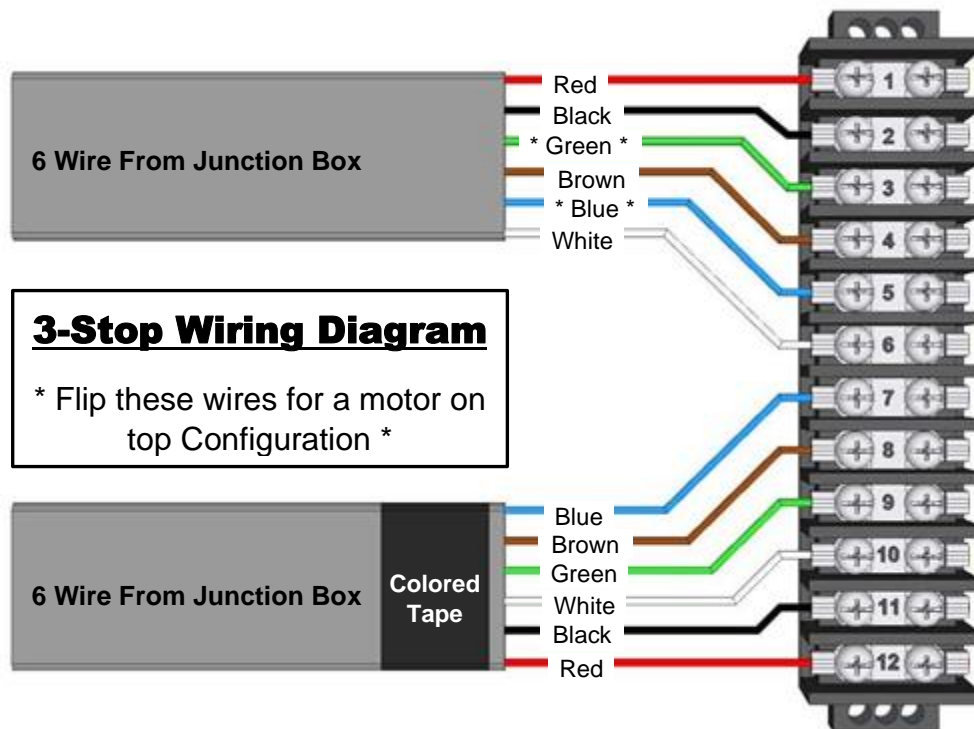 Red
Black
* Green *
Brown
* Blue *
White
6 Wire From Junction Box
3-Stop Wiring Diagram
* Flip these wires for a motor on
top Configuration *
6 Wire From Junction Box
Colored
Tape
Blue
Brown
Green
White
Black
Red
1
2
3
4
5
6
7
8
9
10
11
12